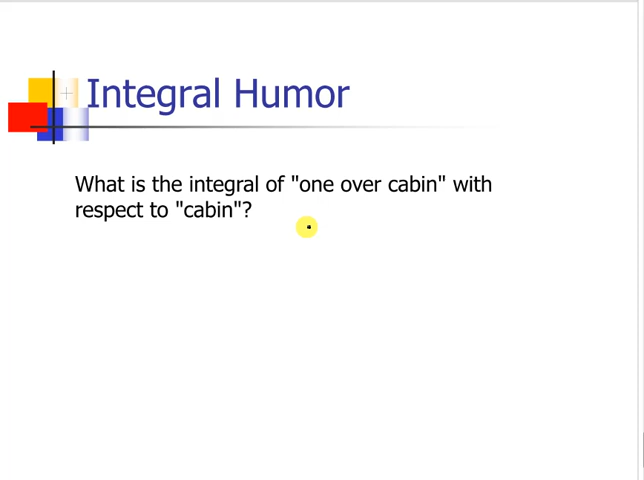 Integral Humor
What is the integral of "one over cabin" with
respect to "cabin"?